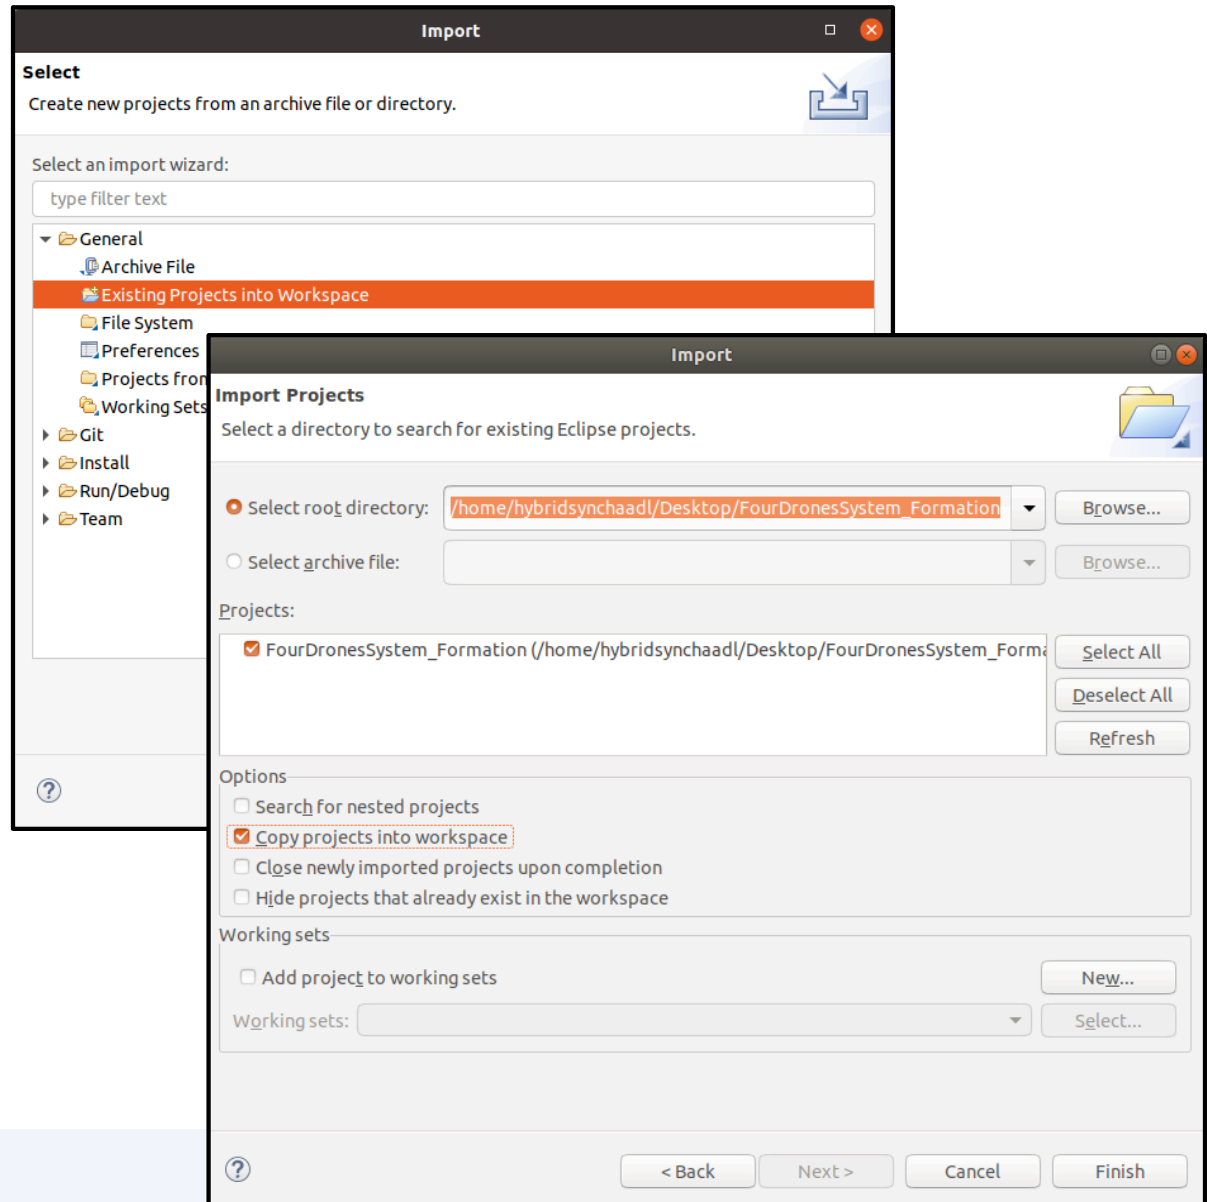 Import
Select
Create new projects from an archive file or directory.
Select an import wizard:
type filter text
General
Archive File
Existing Projects into Workspace
File System
Preferences
Projects from
Working Sets
Git
Install
Run/Debug
Team
Import
Import Projects
Select a directory to search for existing Eclipse projects.
Select root directory: /home/hybridsynchaadl/Desktop/FourDronesSystem_Formation Browse...
Select archive file: Browse...
Projects:
FourDronesSystem_Formation (/home/hybridsynchaadl/Desktop/FourDronesSystem_Forma Select All
Deselect All
Refresh
Options
Search for nested projects
Copy projects into workspace
Close newly imported projects upon completion
Hide projects that already exist in the workspace
Working sets
Add project to working sets New...
Working sets: Select...
< Back Next > Cancel Finish